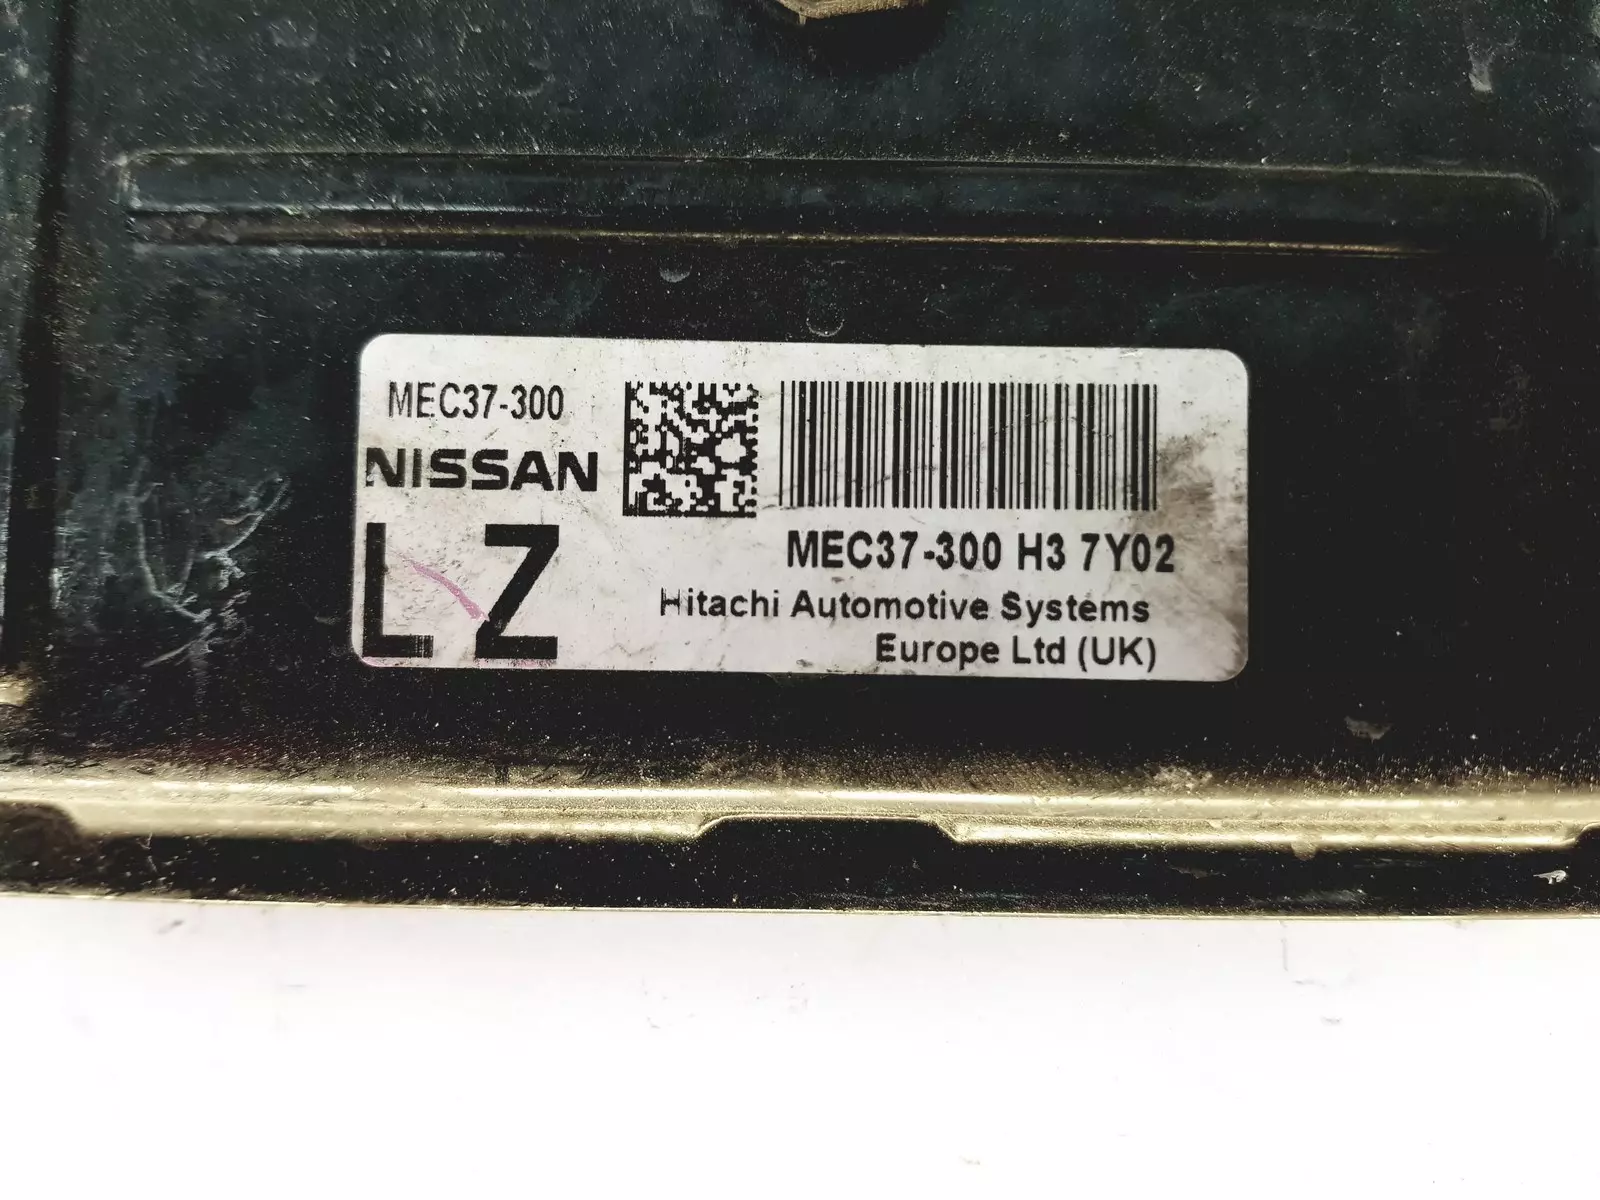 MEC37-300
NISSAN
LZ
MEC37-300 H3 7Y02
Hitachi Automotive Systems
Europe Ltd (UK)